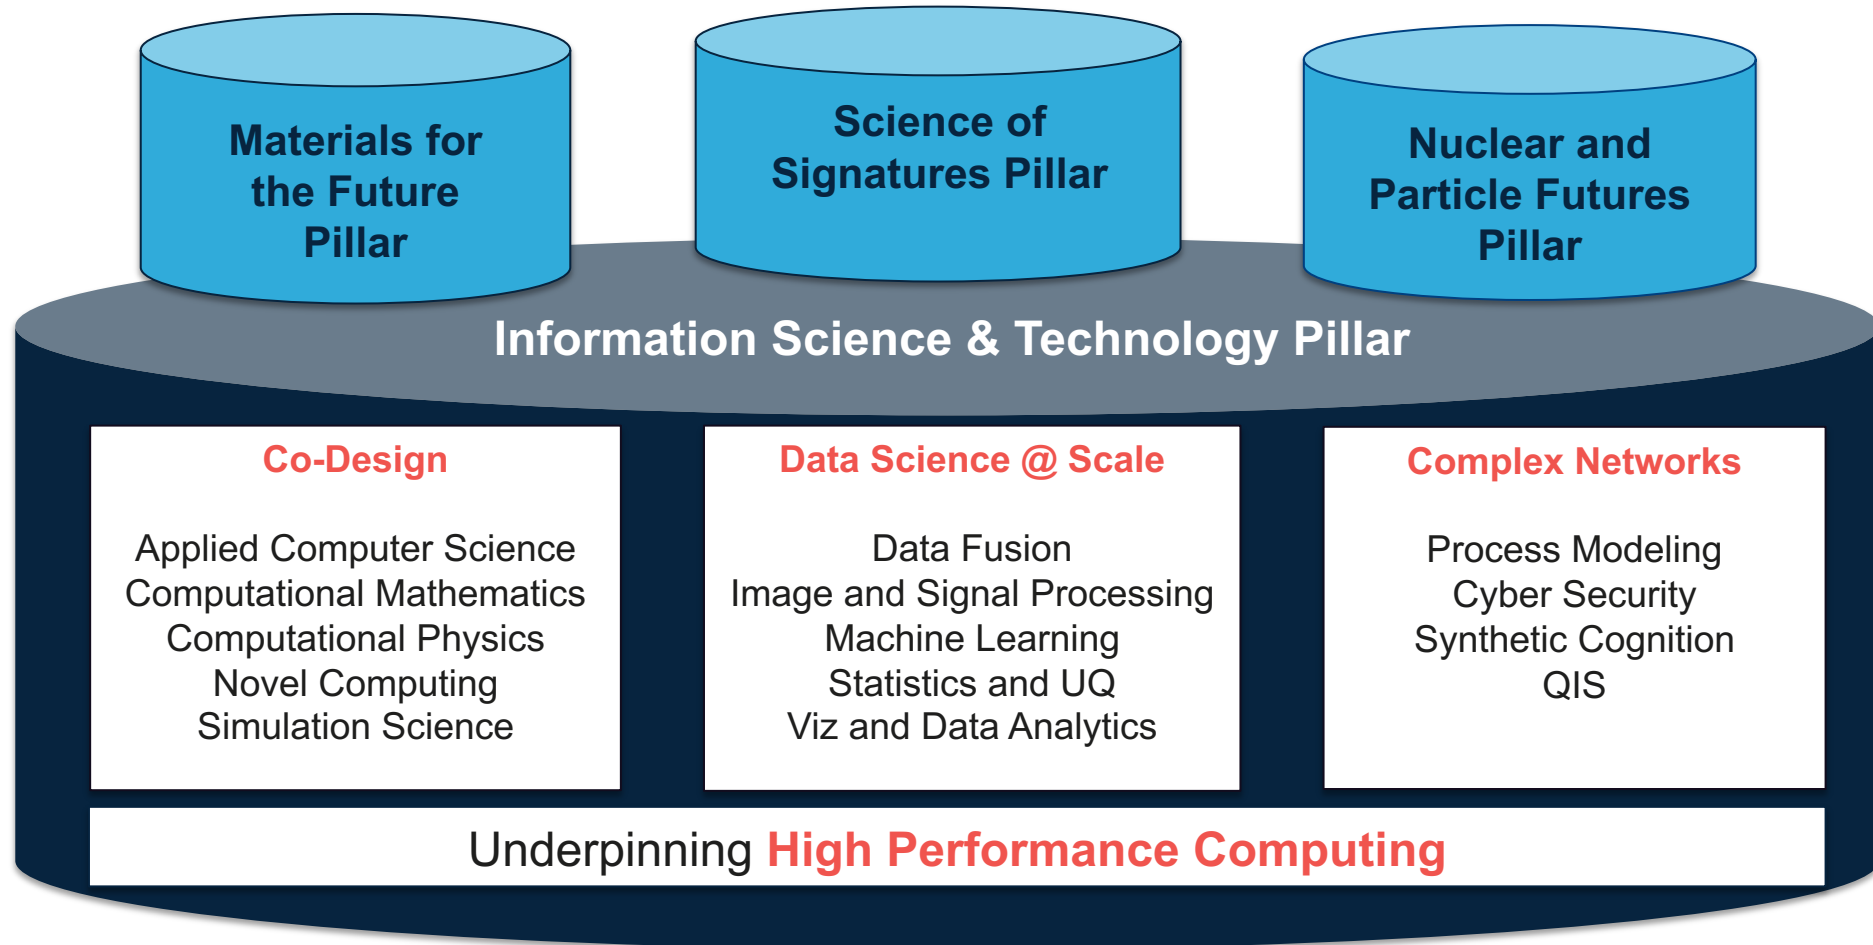 Materials for
the Future
Pillar
Science of
Signatures Pillar
Nuclear and
Particle Futures
Pillar
Information Science & Technology Pillar
Co-Design
Applied Computer Science
Computational Mathematics
Computational Physics
Novel Computing
Simulation Science
Data Science @ Scale
Data Fusion
Image and Signal Processing
Machine Learning
Statistics and UQ
Viz and Data Analytics
Complex Networks
Process Modeling
Cyber Security
Synthetic Cognition
QIS
Underpinning High Performance Computing